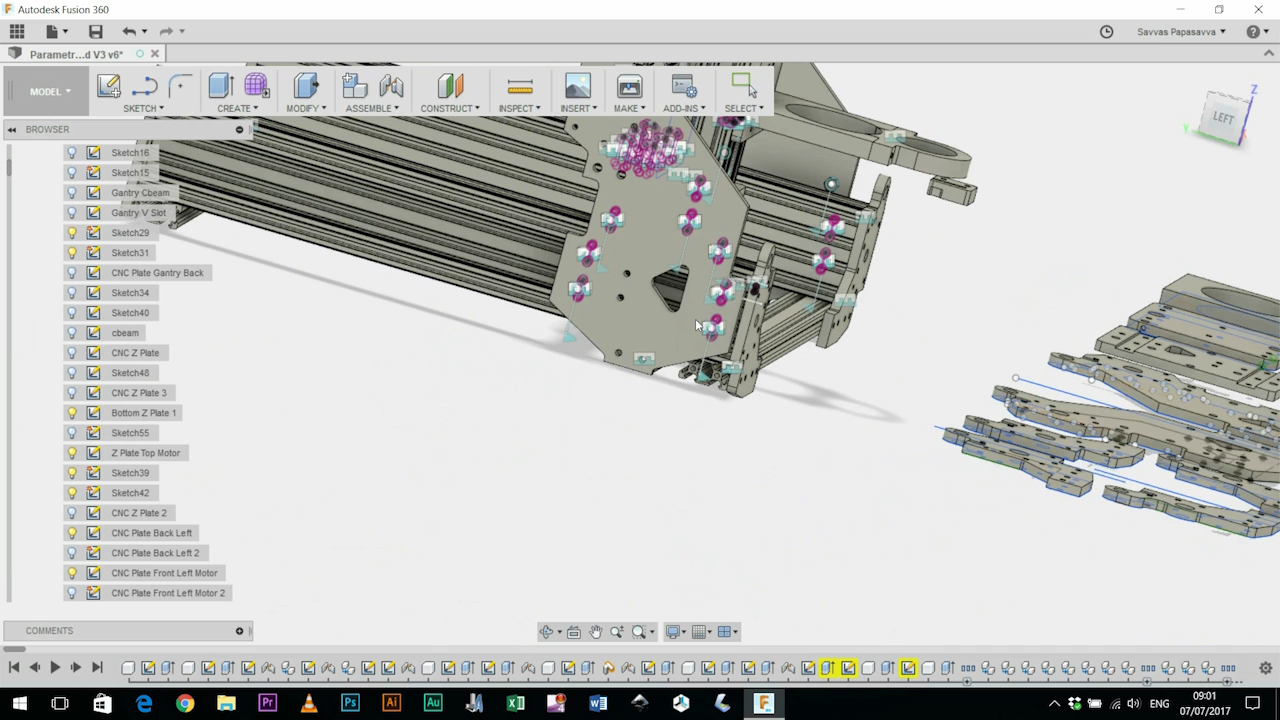 Autodesk Fusion 360
Savvas Papasavva
Parametr...d V3 v6*
MODEL
SKETCH
CREATE
MODIFY
ASSEMBLE
CONSTRUCT
INSPECT
INSERT
MAKE
ADD-INS
SELECT
Z
LEFT
Y
BROWSER
Sketch16
Sketch15
Gantry Cbeam
Gantry V Slot
Sketch29
Sketch31
CNC Plate Gantry Back
Sketch34
Sketch40
cbeam
CNC Z Plate
Sketch48
CNC Z Plate 3
Bottom Z Plate 1
Sketch55
Z Plate Top Motor
Sketch39
Sketch42
CNC Z Plate 2
CNC Plate Back Left
CNC Plate Back Left 2
CNC Plate Front Left Motor
CNC Plate Front Left Motor 2
COMMENTS
Pr
Ps
Ai
Au
ENG
09:01
07/07/2017